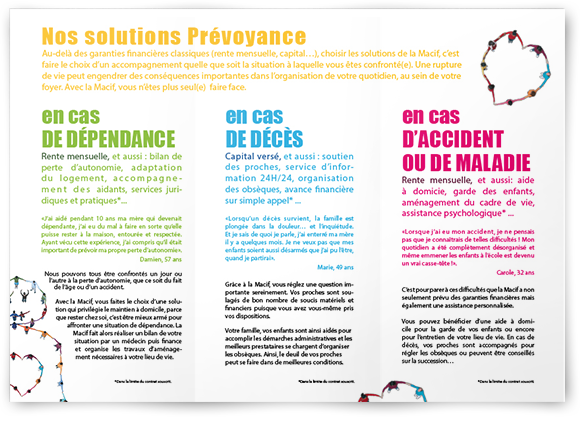 Nos solutions Prévoyance
Au-delà des garanties financières classiques (rente mensuelle, capital…), choisir les solutions de la Macif, c'est
faire le choix d'un accompagnement quelle que soit la situation à laquelle vous êtes confronté(e). Une rupture
de vie peut engendrer des conséquences importantes dans l'organisation de votre quotidien, au sein de votre
foyer. Avec la Macif, vous n'êtes plus seul(e) faire face.
en cas
DE DÉPENDANCE
Rente mensuelle, et aussi : bilan de
perte d'autonomie, adaptation
du logement, accompagne-
ment des aidants, services juri-
diques et pratiques*...
«J'ai aidé pendant 10 ans ma mère qui devenait
dépendante, j'ai eu du mal à faire en sorte qu'elle
puisse rester à la maison, entourée et respectée.
Ayant vécu cette expérience, j'ai compris qu'il était
important de prévoir ma propre perte d'autonomie».
Damien, 57 ans
Nous pouvons tous être confrontés un jour ou
l'autre à la perte d'autonomie, que ce soit du fait
de l'âge ou d'un accident.
Avec la Macif, vous faites le choix d'une solu-
tion qui privilégie le maintien à domicile, parce
que rester chez soi, c'est être mieux armé pour
affronter une situation de dépendance. La
Macif fait alors réaliser un bilan de votre
situation par un médecin puis finance
et organise les travaux d'aménage-
ment nécessaires à votre lieu de vie.
*Dans la limite du contrat souscrit.
en cas
DE DÉCÈS
Capital versé, et aussi : soutien
des proches, service d'infor-
mation 24H/24, organisation
des obsèques, avance financière
sur simple appel* ...
«Lorsqu'un décès survient, la famille est
plongée dans la douleur… et l'inquiétude.
Et je sais de quoi je parle, j'ai enterré ma mère
il y a quelques mois. Je ne veux pas que mes
enfants soient aussi désarmés que j'ai pu l'être,
quand je partirai».
Marie, 49 ans
Grâce à la Macif, vous réglez une question im-
portante sereinement. Vos proches sont sou-
lagés de bon nombre de soucis matériels et
financiers puisque vous avez vous-même pris
vos dispositions.
Votre famille, vos enfants sont ainsi aidés pour
accomplir les démarches administratives et les
meilleurs prestataires se chargent d'organiser
les obsèques. Ainsi, le deuil de vos proches
peut se faire dans de meilleures conditions.
*Dans la limite du contrat souscrit.
en cas
D'ACCIDENT
OU DE MALADIE
Rente mensuelle, et aussi: aide
à domicie, garde des enfants,
aménagement du cadre de vie,
assistance psychologique* ...
«Lorsque j'ai eu mon accident, je ne pensais
pas que je connaîtrais de telles difficultés ! Mon
quotidien a été complètement désorganisé et
même emmener les enfants à l'école est devenu
un vrai casse-tête !».
Carole, 32 ans
C'est pour parer à ces difficultés que la Macif a non
seulement prévu des garanties financières mais
également une assistance personnalisée.
Vous pouvez bénéficier d'une aide à domi-
cile pour la garde de vos enfants ou encore
pour l'entretien de votre lieu de vie. En cas de
décès, vos proches sont accompagnés pour
régler les obsèques ou peuvent être conseillés
sur la succession…
*Dans la limite du contrat souscrit.